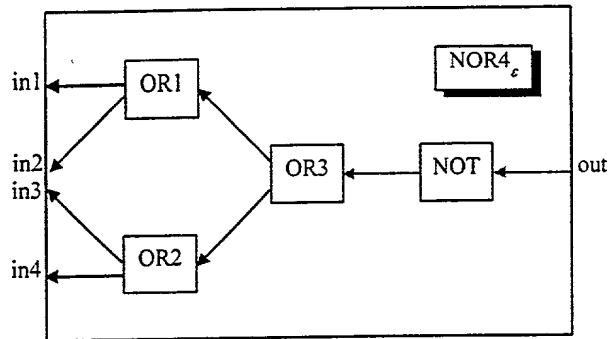 NOR4ε
in1
OR1
in2
OR3
NOT
out
in3
OR2
in4